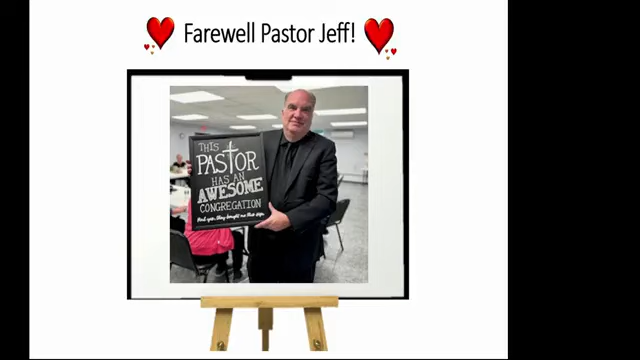 Farewell Pastor Jeff!
THIS
PASTOR
HAS AN
AWESOME
CONGREGATION
And yes, they bought me this sign.